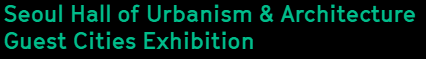 Seoul Hall of Urbanism & Architecture
Guest Cities Exhibition